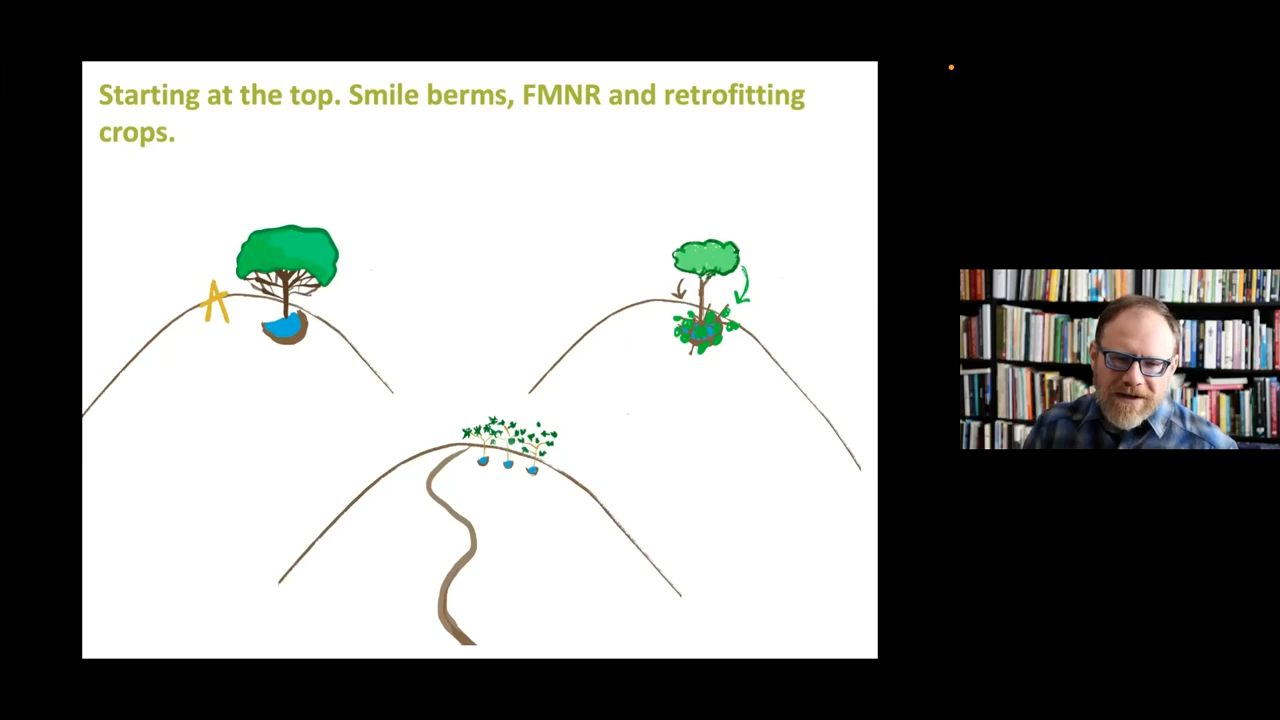 Starting at the top. Smile berms, FMNR and retrofitting
crops.